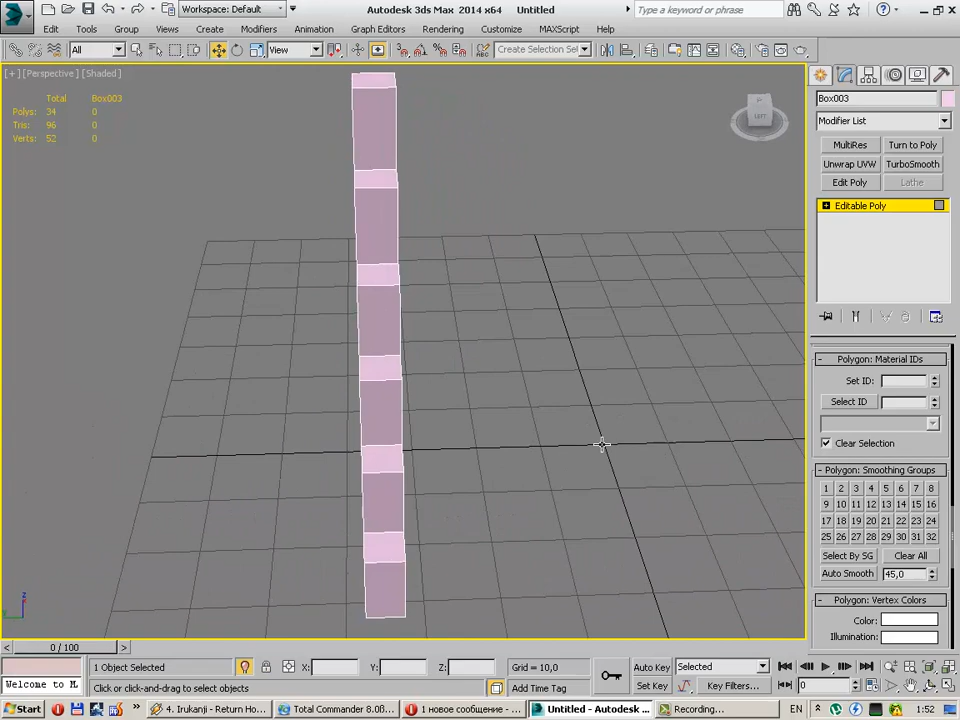 Workspace: Default
Autodesk 3ds Max 2014 x64
Untitled
Type a keyword or phrase
Edit
Tools
Group
Views
Create
Modifiers
Animation
Graph Editors
Rendering
Customize
MAXScript
Help
All
View
Create Selection Set
[+] [Perspective] [Shaded]
Total Box003
Polys: 34 0
Tris: 96 0
Verts: 52 0
LEFT
Box003
Modifier List
MultiRes
Turn to Poly
Unwrap UVW
TurboSmooth
Edit Poly
Lathe
Editable Poly
Polygon: Material IDs
Set ID:
Select ID
Clear Selection
Polygon: Smoothing Groups
1 2 3 4 5 6 7 8
9 10 11 12 13 14 15 16
17 18 19 20 21 22 23 24
25 26 27 28 29 30 31 32
Select By SG
Clear All
Auto Smooth
45,0
Polygon: Vertex Colors
Color:
Illumination:
z
0 / 100
1 Object Selected
X:
Y:
Z:
Grid = 10,0
Auto Key
Selected
Welcome to M
Click or click-and-drag to select objects
Add Time Tag
Set Key
Key Filters...
0
Start
4. Irukanji - Return Ho...
Total Commander 8.0...
1 новое сообщение - ...
Untitled - Autodesk ...
Recording...
EN
1:52